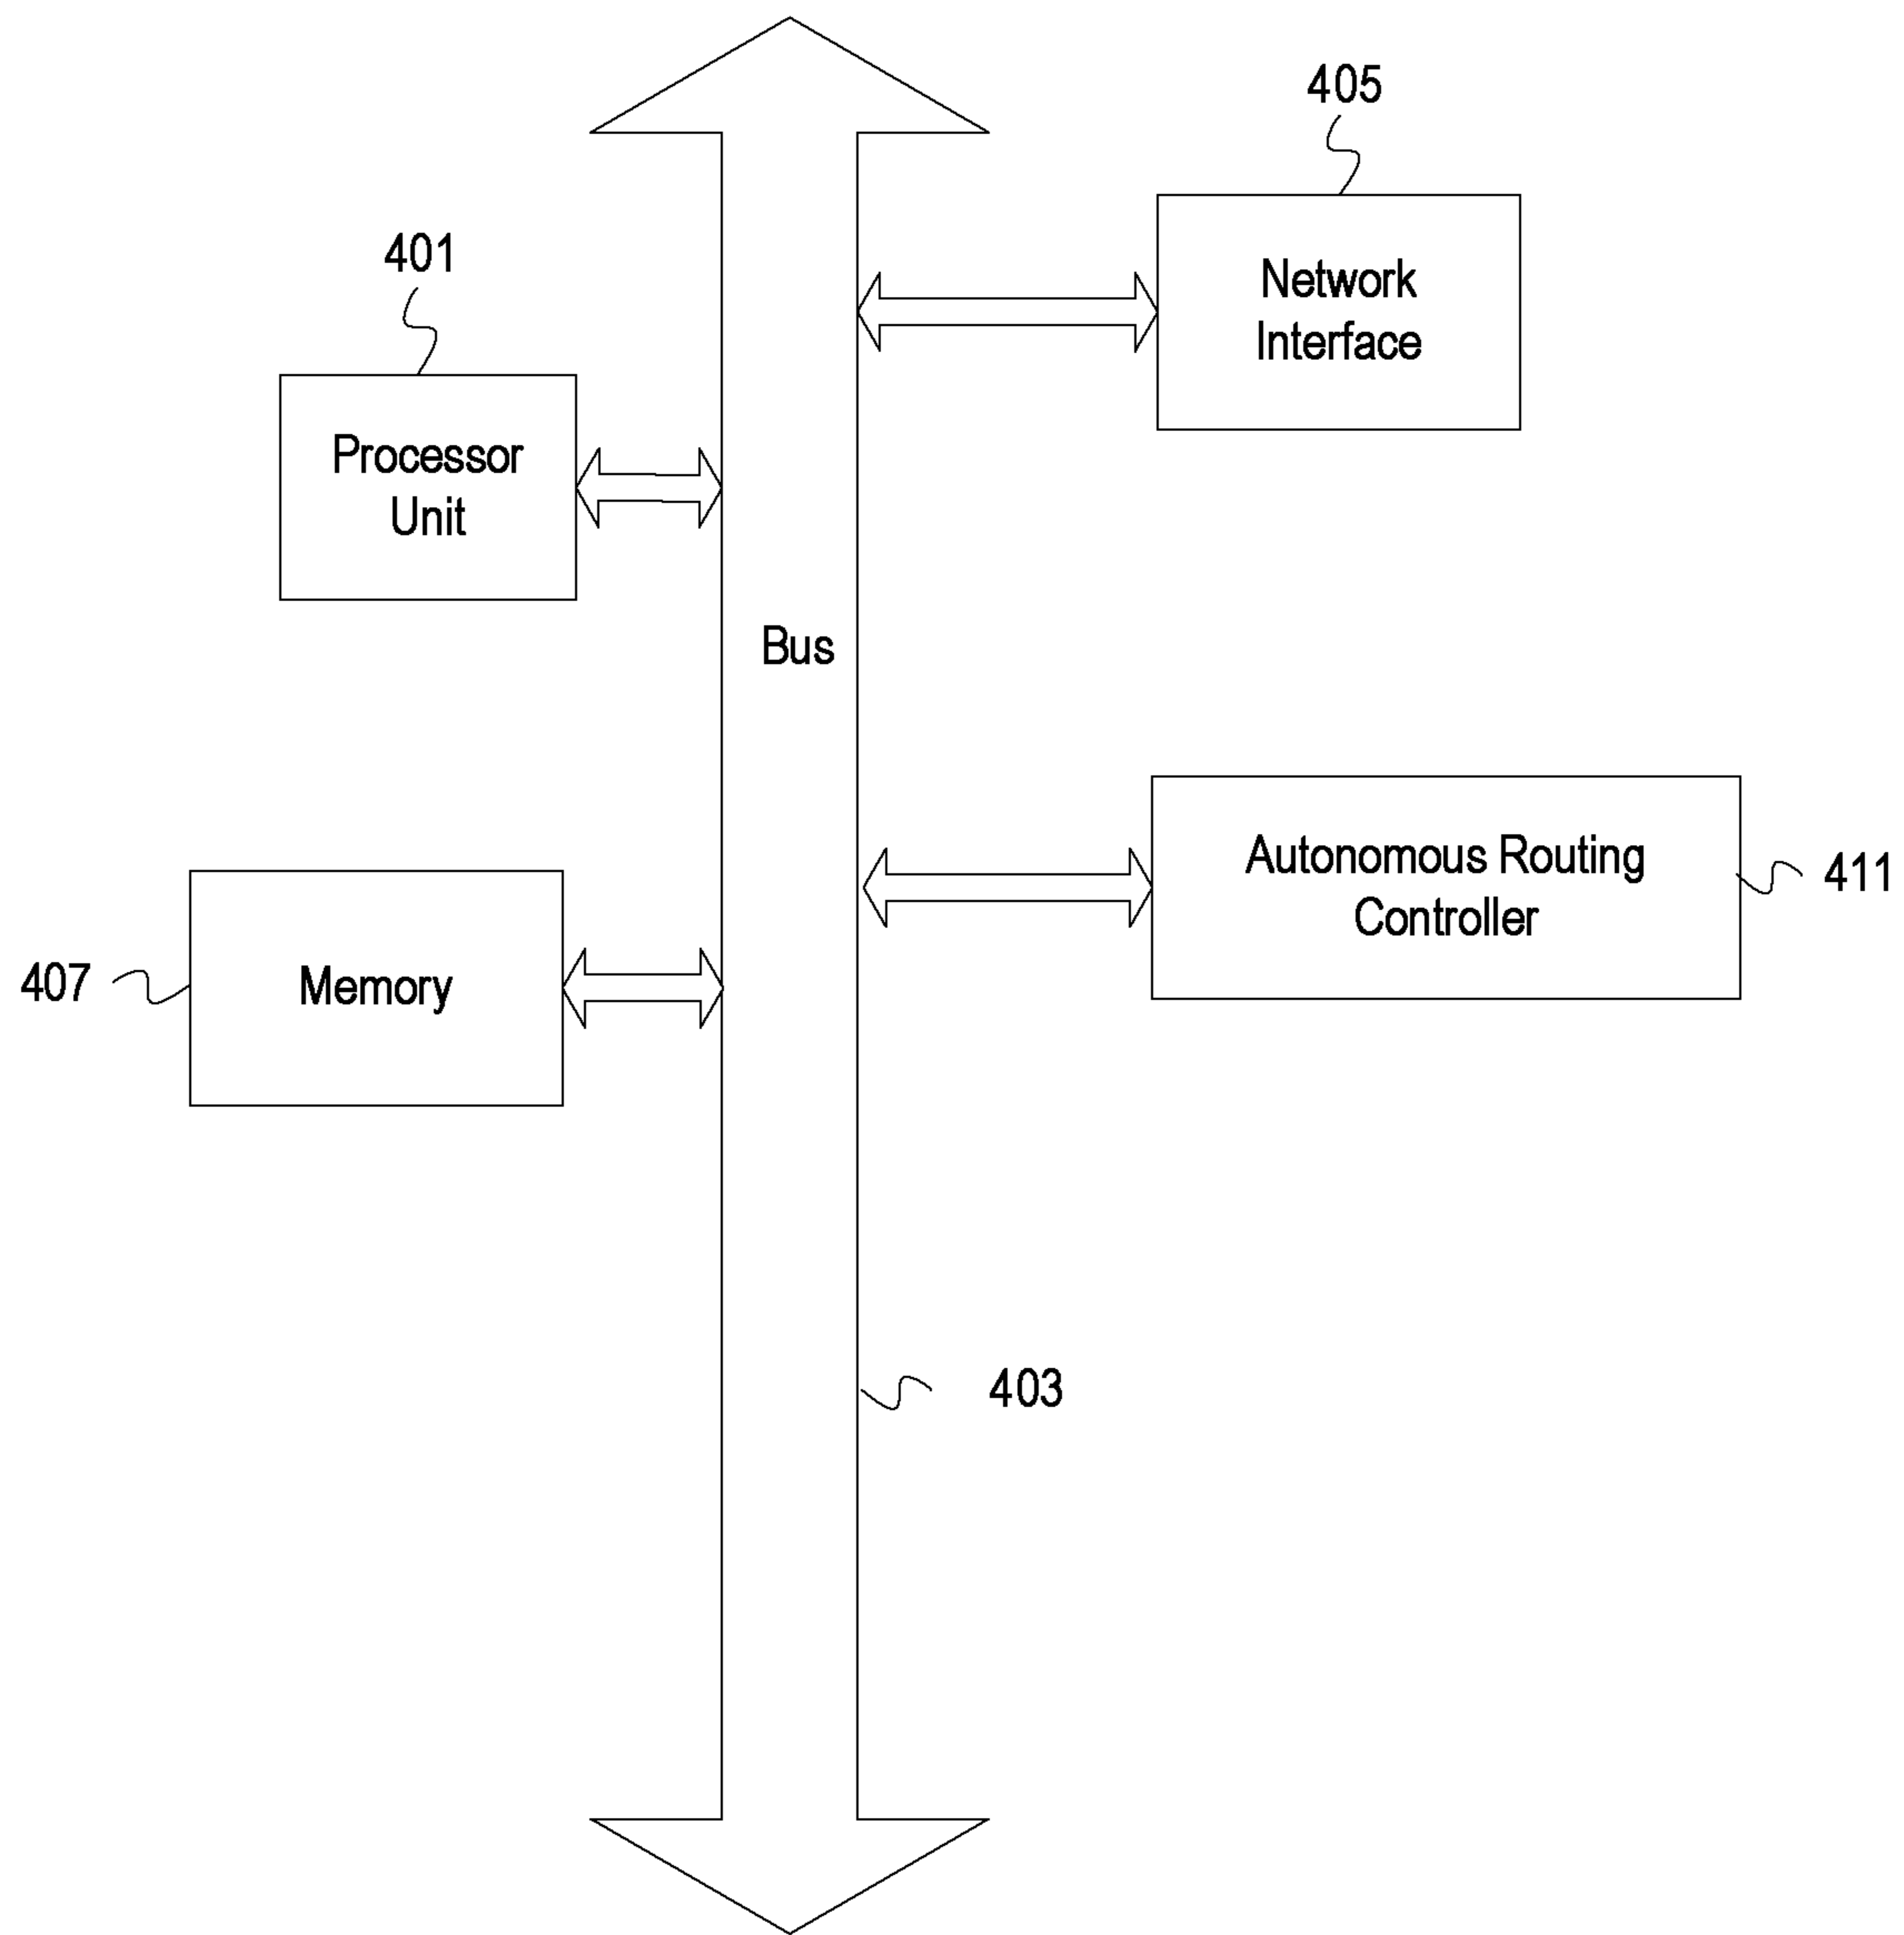 405
Network
Interface
401
Processor
Unit
Bus
Autonomous Routing
Controller
411
407
Memory
403